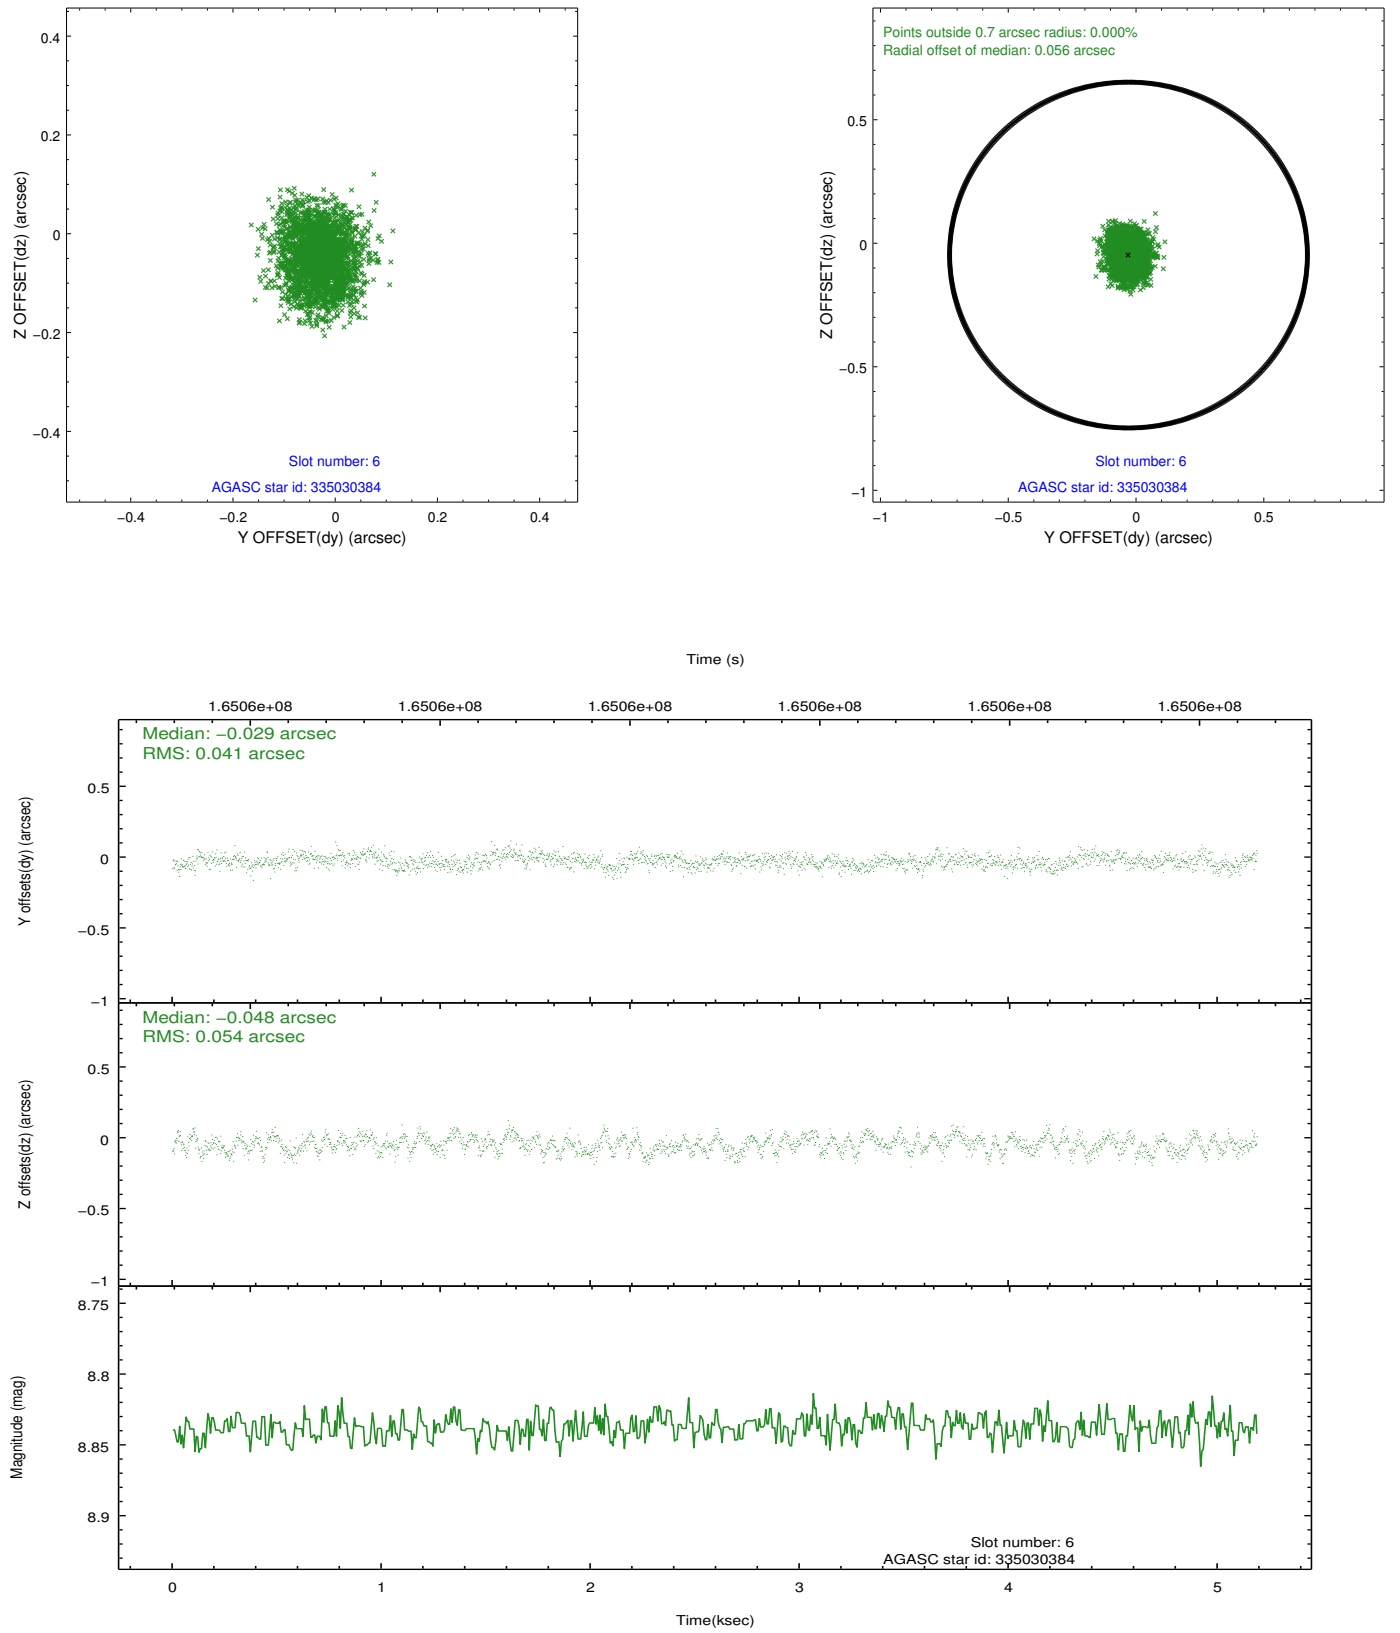 0.4
0.2
0
−0.2
−0.4
Z OFFSET(dz) (arcsec)
Slot number: 6
AGASC star id: 335030384
−0.4
−0.2
0
0.2
0.4
Y OFFSET(dy) (arcsec)
Points outside 0.7 arcsec radius: 0.000%
Radial offset of median: 0.056 arcsec
0.5
0
−0.5
−1
Z OFFSET(dz) (arcsec)
Slot number: 6
AGASC star id: 335030384
−1
−0.5
0
0.5
Y OFFSET(dy) (arcsec)
Time (s)
1.6506e+08
1.6506e+08
1.6506e+08
1.6506e+08
1.6506e+08
1.6506e+08
Median: −0.029 arcsec
RMS: 0.041 arcsec
0.5
0
−0.5
−1
Y offsets(dy) (arcsec)
Median: −0.048 arcsec
RMS: 0.054 arcsec
0.5
0
−0.5
−1
Z offsets(dz) (arcsec)
8.75
8.8
8.85
8.9
Magnitude (mag)
Slot number: 6
AGASC star id: 335030384
0
1
2
3
4
5
Time(ksec)